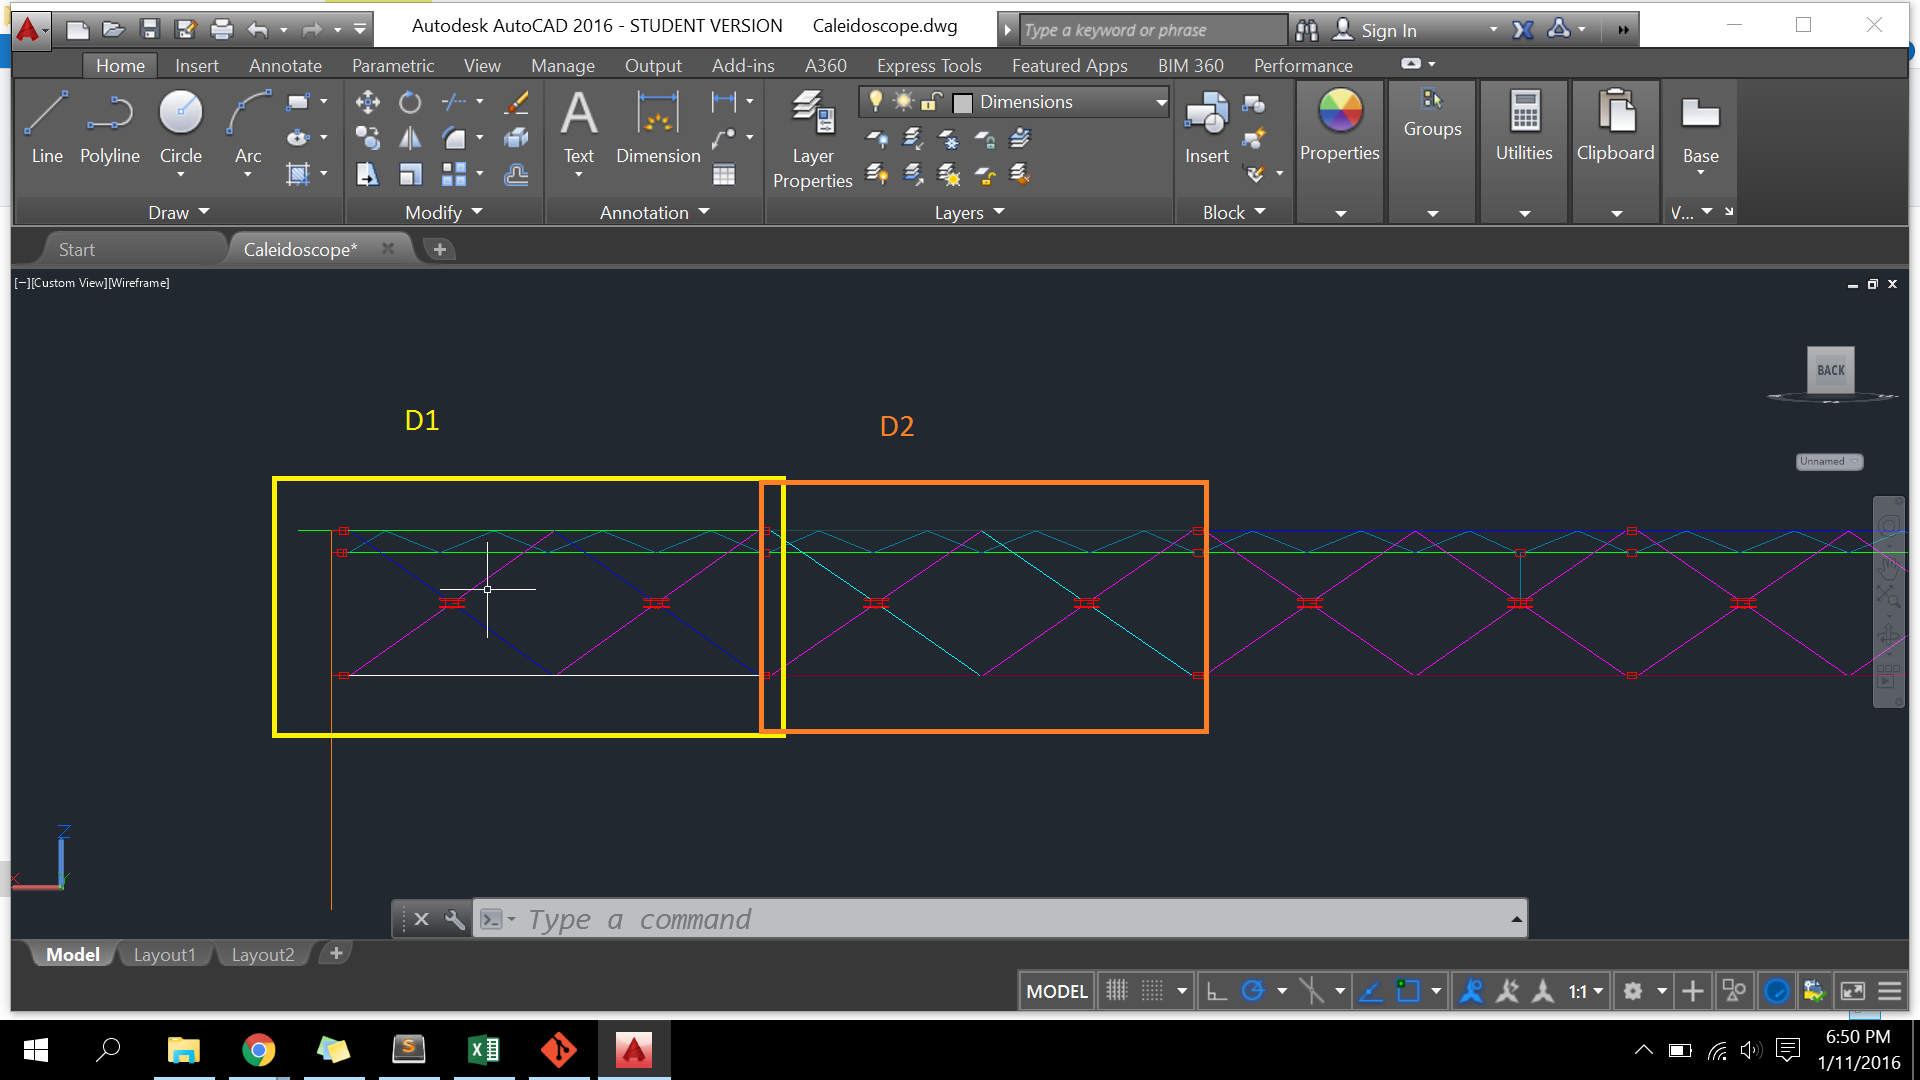 Autodesk AutoCAD 2016 - STUDENT VERSION Caleidoscope.dwg
Type a keyword or phrase
Sign In
Home Insert Annotate Parametric View Manage Output Add-ins A360 Express Tools Featured Apps BIM 360 Performance
Dimensions
Line Polyline Circle Arc
A
Text Dimension
Layer Properties
Insert
Properties
Groups
Utilities
Clipboard
Base
Draw Modify Annotation Layers Block V...
Start Caleidoscope*
[−][Custom View][Wireframe]
BACK
D1
D2
Unnamed
Z
X
Y
Type a command
Model Layout1 Layout2
MODEL
1:1
S
6:50 PM
1/11/2016